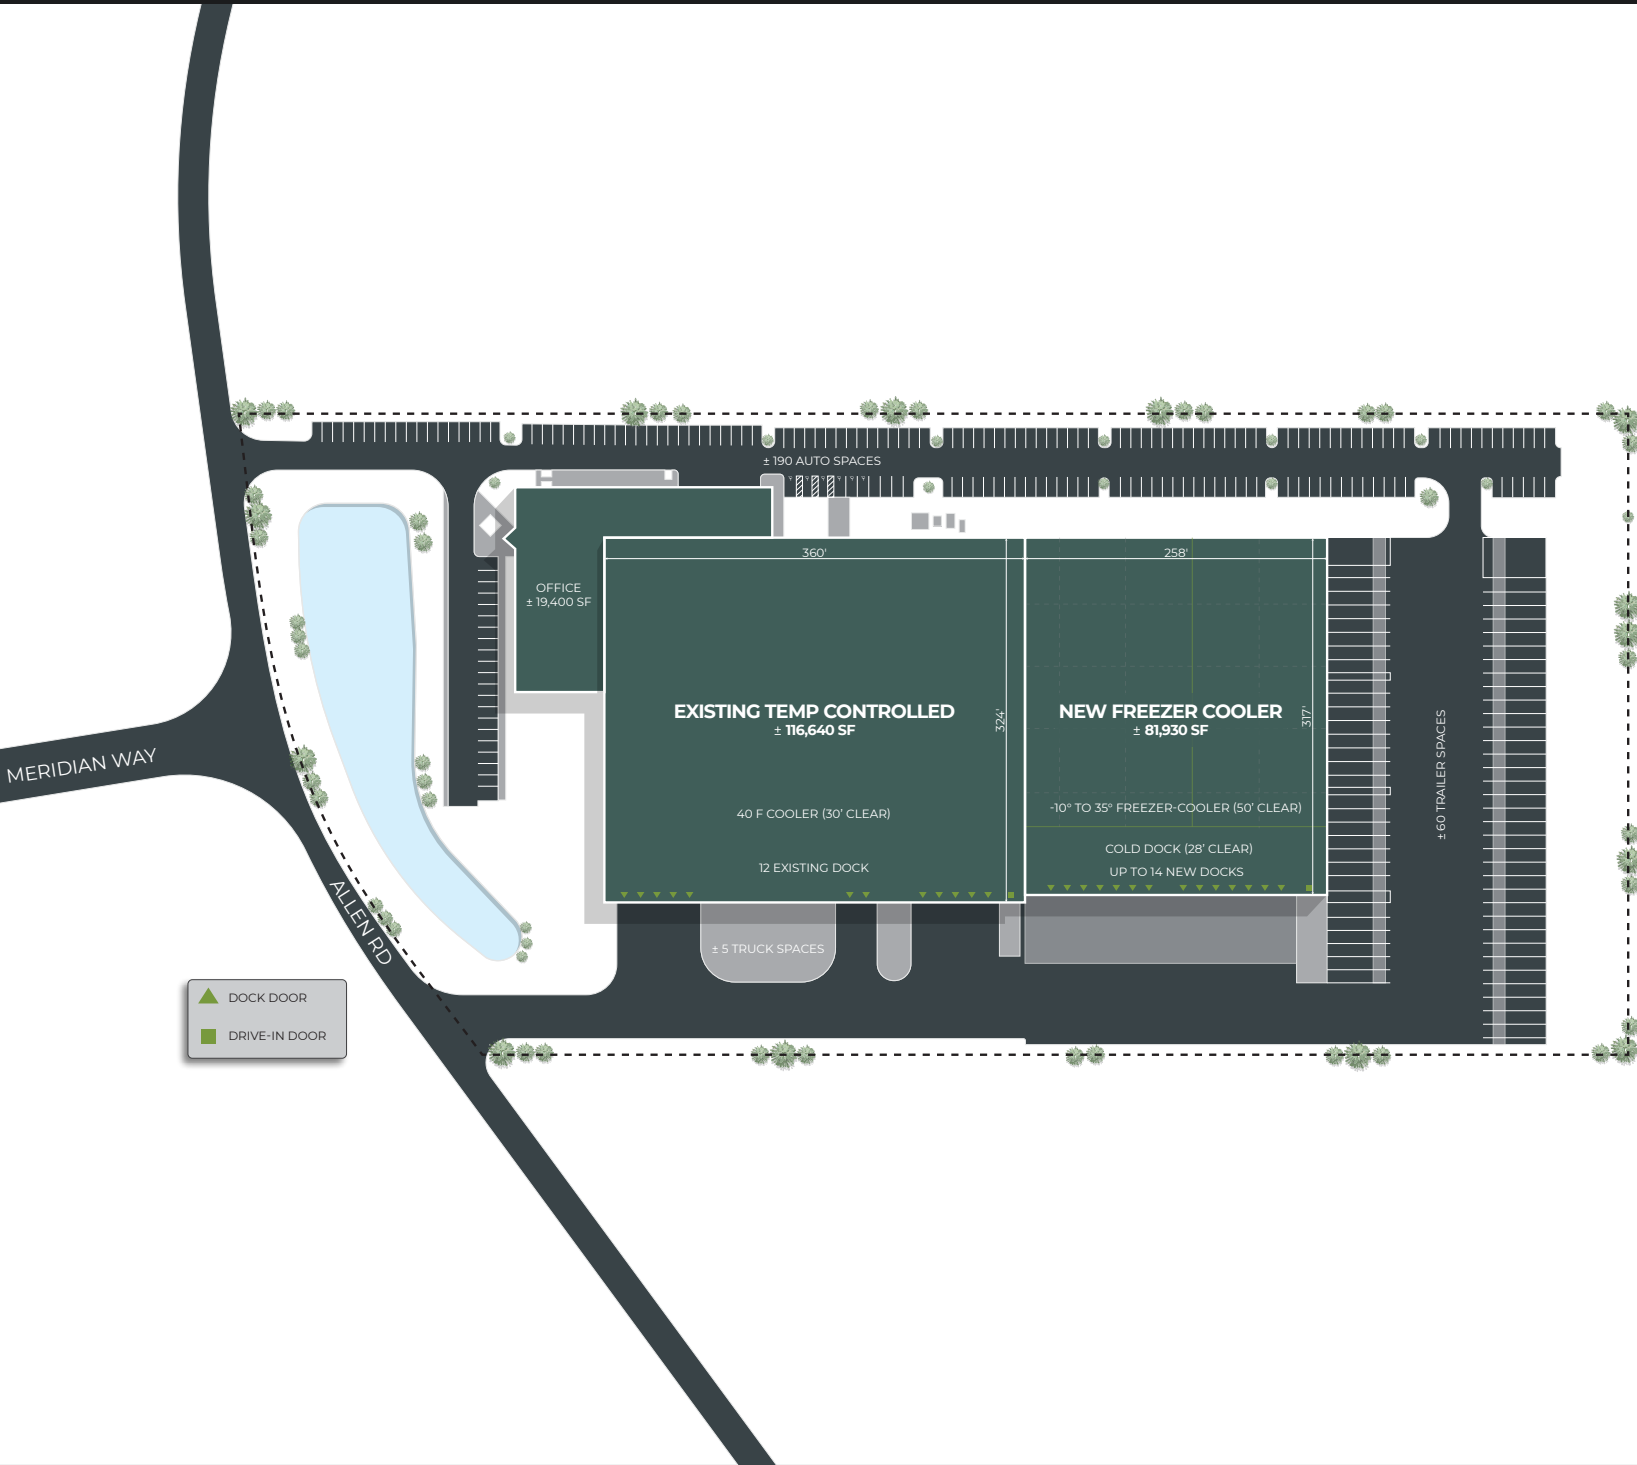 ± 190 AUTO SPACES
360'
258'
OFFICE
± 19,400 SF
EXISTING TEMP CONTROLLED
± 116,640 SF
324'
NEW FREEZER COOLER
± 81,930 SF
317'
MERIDIAN WAY
± 60 TRAILER SPACES
40 F COOLER (30' CLEAR)
-10° TO 35° FREEZER-COOLER (50' CLEAR)
12 EXISTING DOCK
COLD DOCK (28' CLEAR)
UP TO 14 NEW DOCKS
ALLEN RD
± 5 TRUCK SPACES
DOCK DOOR
DRIVE-IN DOOR